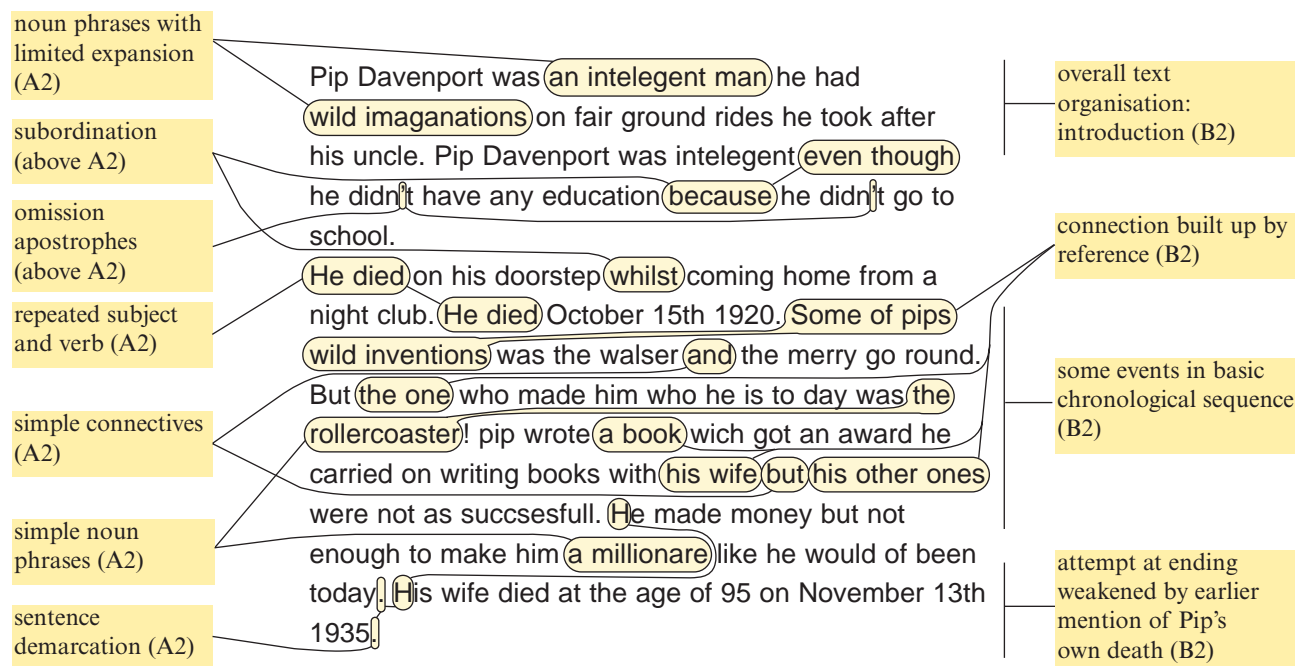 noun phrases with
limited expansion
(A2)
subordination
(above A2)
omission
apostrophes
(above A2)
repeated subject
and verb (A2)
simple connectives
(A2)
simple noun
phrases (A2)
sentence
demarcation (A2)
Pip Davenport was an intelegent man he had
wild imaganations on fair ground rides he took after
his uncle. Pip Davenport was intelegent even though
he didn't have any education because he didn't go to
school.
He died on his doorstep whilst coming home from a
night club. He died October 15th 1920. Some of pips
wild inventions was the walser and the merry go round.
But the one who made him who he is to day was the
rollercoaster! pip wrote a book wich got an award he
carried on writing books with his wife but his other ones
were not as succsesfull. He made money but not
enough to make him a millionare like he would of been
today. His wife died at the age of 95 on November 13th
1935.
overall text
organisation:
introduction (B2)
connection built up by
reference (B2)
some events in basic
chronological sequence
(B2)
attempt at ending
weakened by earlier
mention of Pip's
own death (B2)